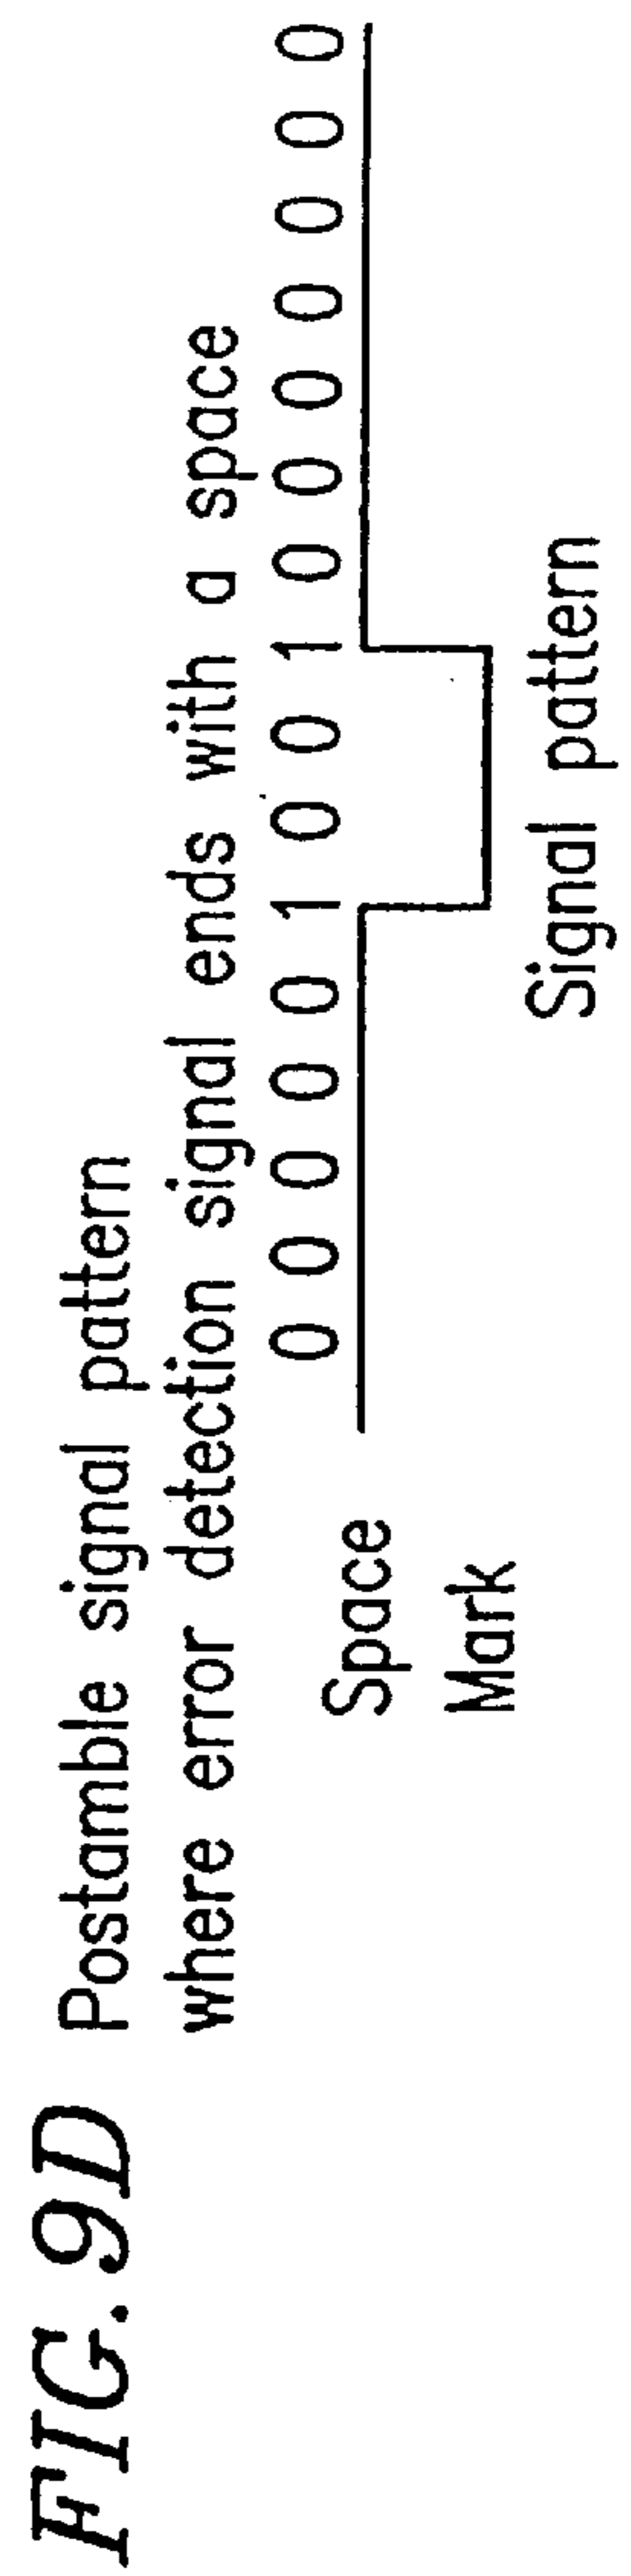 FIG. 9D Postamble signal pattern
where error detection signal ends with a space
0 0 0 0 0 1 0 0 1 0 0 0 0 0 0 0
Space
Mark
Signal pattern